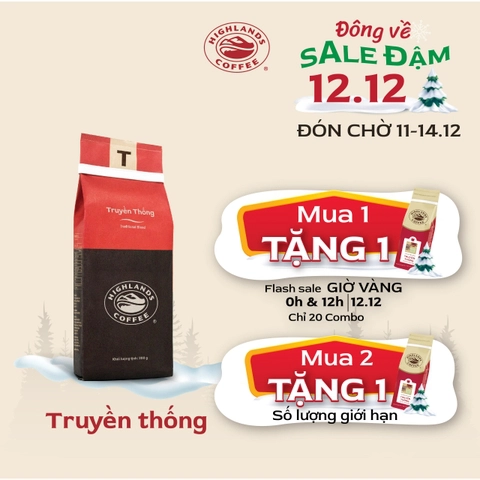 HIGHLANDS
COFFEE
®
Đông về
SALE ĐẬM
12.12
ĐÓN CHỜ 11-14.12
T
Truyền Thống
Traditional Blend
HIGHLANDS
COFFEE
®
Mua 1
TẶNG 1
Flash sale GIỜ VÀNG
0h & 12h | 12.12
Chỉ 20 Combo
Mua 2
TẶNG 1
Số lượng giới hạn
Truyền thống